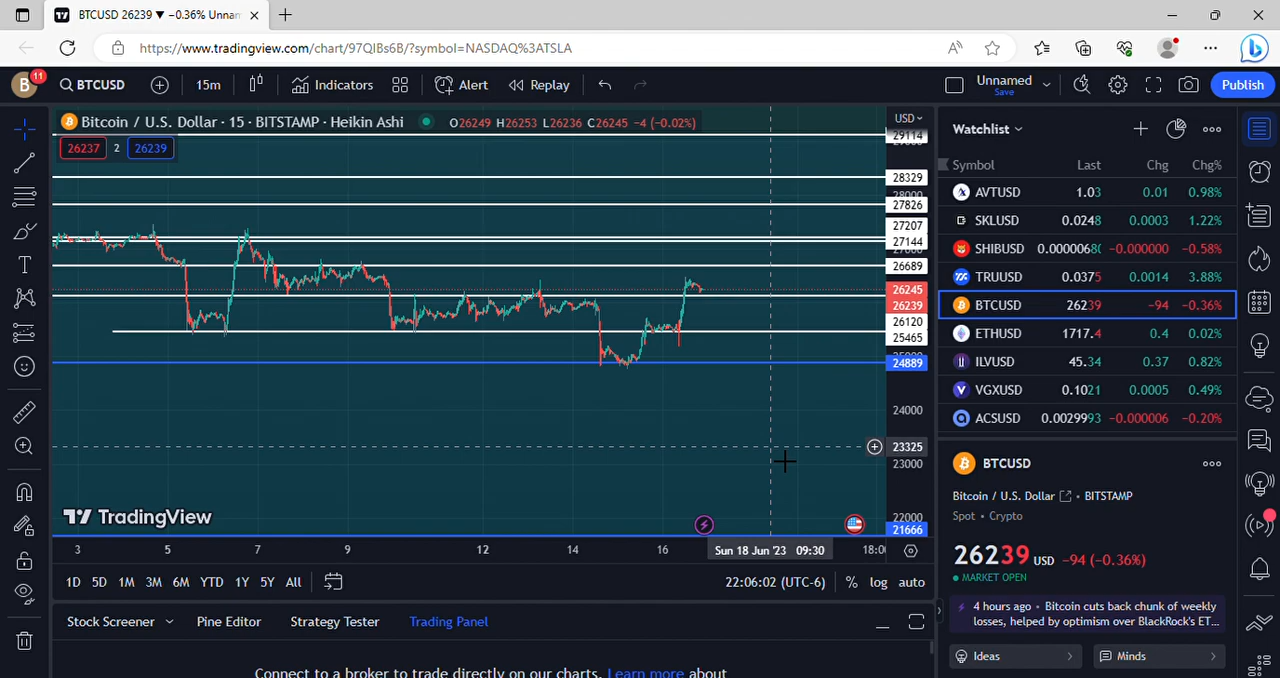 BTCUSD 26239 ▼ −0.36% Unnam
https://www.tradingview.com/chart/97QIBs6B/?symbol=NASDAQ%3ATSLA
B 11 BTCUSD 15m Indicators Alert Replay Unnamed Save Publish
Bitcoin / U.S. Dollar · 15 · BITSTAMP · Heikin Ashi O26249 H26253 L26236 C26245 −4 (−0.02%)
26237 2 26239
USD
29114
28329
28000
27826
27207
27144
26689
26245
26239
26120
25465
24889
24000
23325
23000
22000
21666
TradingView
3 5 7 9 12 14 16 Sun 18 Jun '23 09:30 18:00
1D 5D 1M 3M 6M YTD 1Y 5Y All 22:06:02 (UTC-6) % log auto
Stock Screener Pine Editor Strategy Tester Trading Panel
Connect to a broker to trade directly on our charts. Learn more about
Watchlist
Symbol Last Chg Chg%
AVTUSD 1.03 0.01 0.98%
SKLUSD 0.0248 0.0003 1.22%
SHIBUSD 0.0000068 -0.000000 −0.58%
TRUUSD 0.0375 0.0014 3.88%
BTCUSD 26239 −94 −0.36%
ETHUSD 1717.4 0.4 0.02%
ILVUSD 45.34 0.37 0.82%
VGXUSD 0.1021 0.0005 0.49%
ACSUSD 0.0029993 -0.000006 −0.20%
BTCUSD
Bitcoin / U.S. Dollar • BITSTAMP
Spot • Crypto
26239 USD −94 (−0.36%)
MARKET OPEN
4 hours ago • Bitcoin cuts back chunk of weekly
losses, helped by optimism over BlackRock's ET...
Ideas Minds